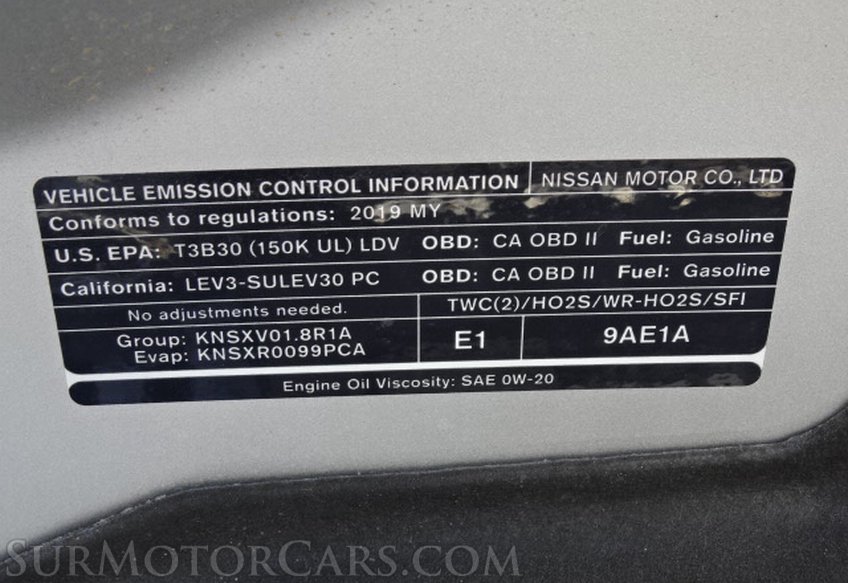 VEHICLE EMISSION CONTROL INFORMATION NISSAN MOTOR CO., LTD
Conforms to regulations: 2019 MY
U.S. EPA: T3B30 (150K UL) LDV OBD: CA OBD II Fuel: Gasoline
California: LEV3-SULEV30 PC OBD: CA OBD II Fuel: Gasoline
No adjustments needed. TWC(2)/HO2S/WR-HO2S/SFI
Group: KNSXV01.8R1A
Evap: KNSXR0099PCA
E1 9AE1A
Engine Oil Viscosity: SAE 0W-20
SURMOTORCARS.COM